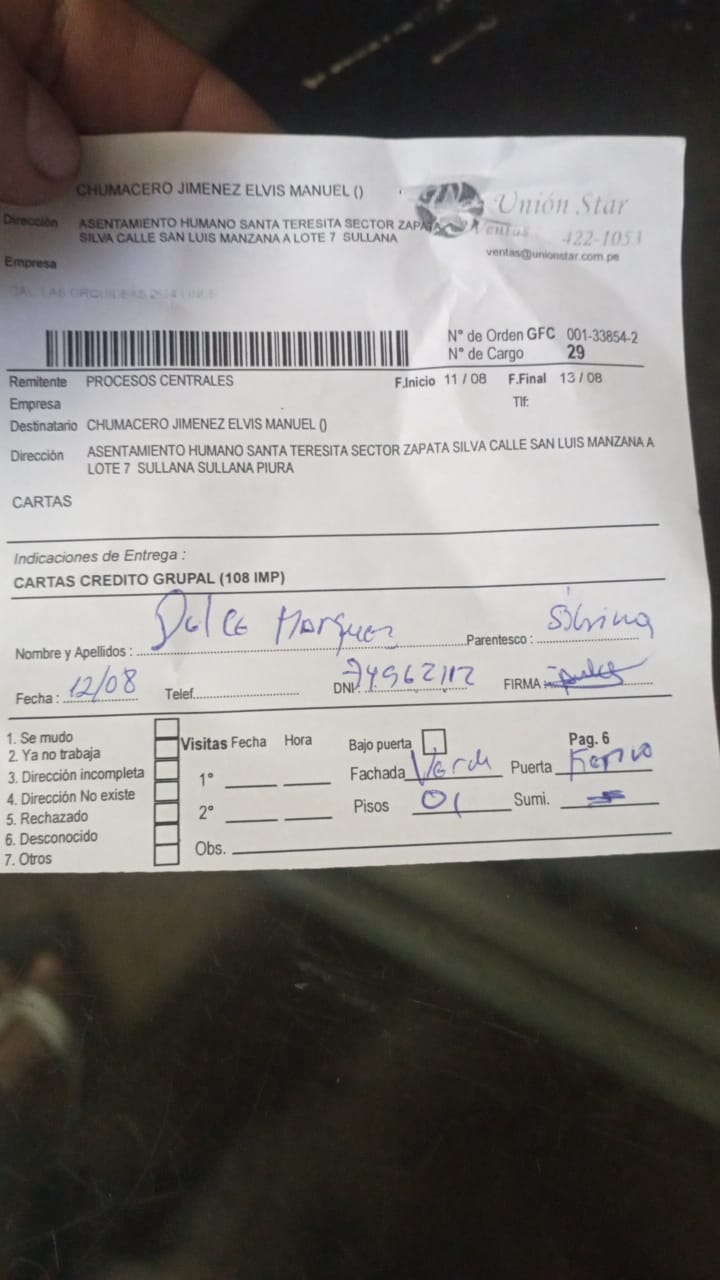 CHUMACERO JIMENEZ ELVIS MANUEL ()
Unión Star
Ventas 422-1053
ventas@unionstar.com.pe
Dirección ASENTAMIENTO HUMANO SANTA TERESITA SECTOR ZAPATA
SILVA CALLE SAN LUIS MANZANA A LOTE 7 SULLANA
Empresa
N° de Orden GFC 001-33854-2
N° de Cargo 29
Remitente PROCESOS CENTRALES F.Inicio 11 / 08 F.Final 13 / 08
Empresa Tlf:
Destinatario CHUMACERO JIMENEZ ELVIS MANUEL ()
Dirección ASENTAMIENTO HUMANO SANTA TERESITA SECTOR ZAPATA SILVA CALLE SAN LUIS MANZANA A
LOTE 7 SULLANA SULLANA PIURA
CARTAS
Indicaciones de Entrega :
CARTAS CREDITO GRUPAL (108 IMP)
Nombre y Apellidos : Dulce Marquez Parentesco :
Fecha : 12/08 Telef. DNI: 74962112 FIRMA
1. Se mudo
2. Ya no trabaja
3. Dirección incompleta
4. Dirección No existe
5. Rechazado
6. Desconocido
7. Otros
Visitas Fecha Hora
1°
2°
Obs.
Bajo puerta Pag. 6
Fachada Verde Puerta Fierro
Pisos 01 Sumi.